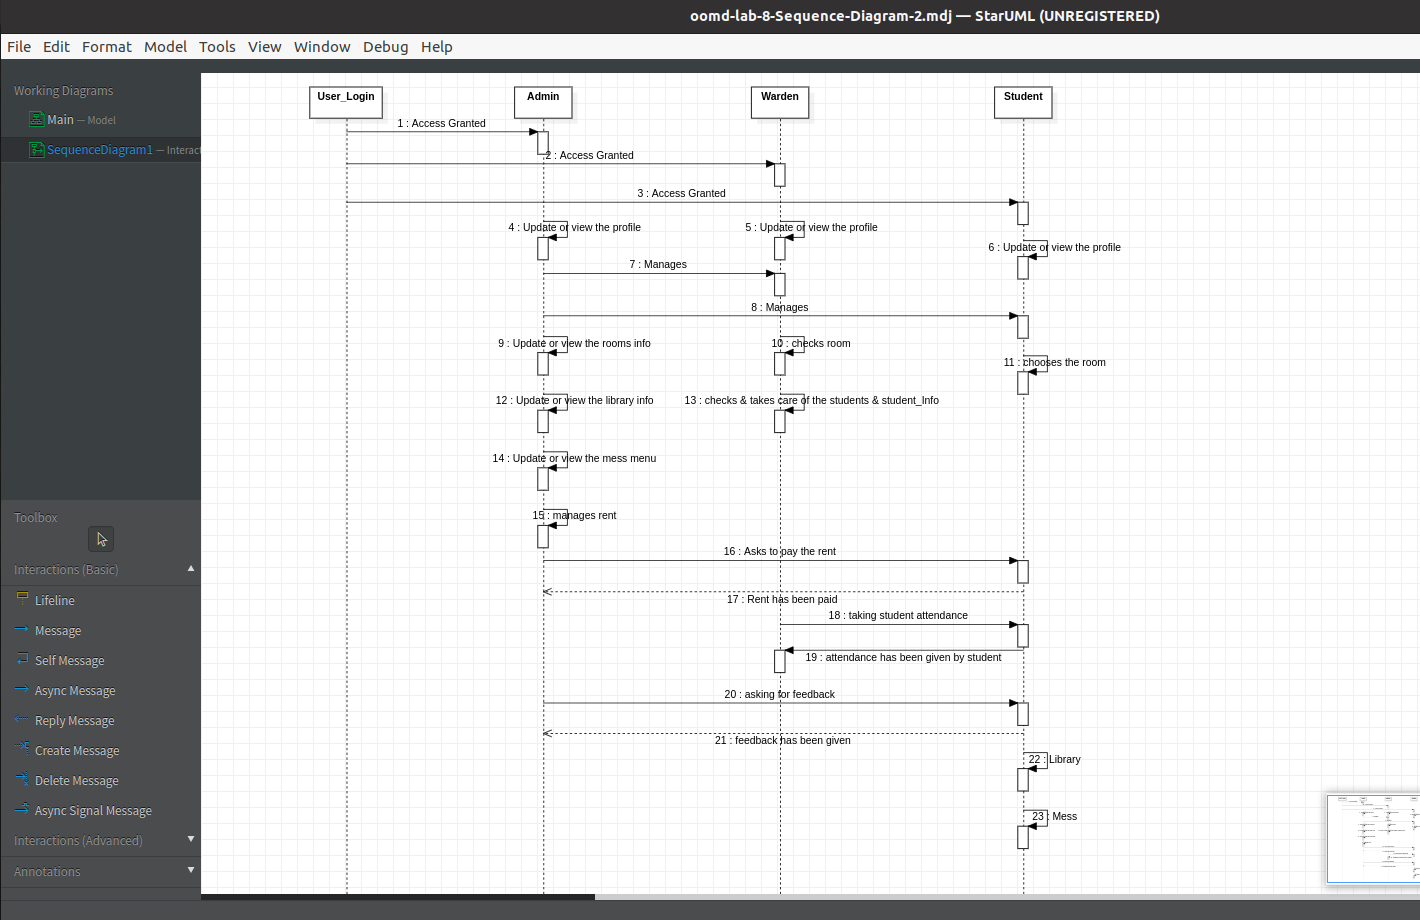 oomd-lab-8-Sequence-Diagram-2.mdj — StarUML (UNREGISTERED)
File Edit Format Model Tools View Window Debug Help
Working Diagrams
Main — Model
SequenceDiagram1 — Interact
Toolbox
Interactions (Basic)
Lifeline
Message
Self Message
Async Message
Reply Message
Create Message
Delete Message
Async Signal Message
Interactions (Advanced)
Annotations
User_Login Admin Warden Student
1 : Access Granted
2 : Access Granted
3 : Access Granted
4 : Update or view the profile
5 : Update or view the profile
6 : Update or view the profile
7 : Manages
8 : Manages
9 : Update or view the rooms info
10 : checks room
11 : chooses the room
12 : Update or view the library info
13 : checks & takes care of the students & student_Info
14 : Update or view the mess menu
15 : manages rent
16 : Asks to pay the rent
17 : Rent has been paid
18 : taking student attendance
19 : attendance has been given by student
20 : asking for feedback
21 : feedback has been given
22 : Library
23 : Mess